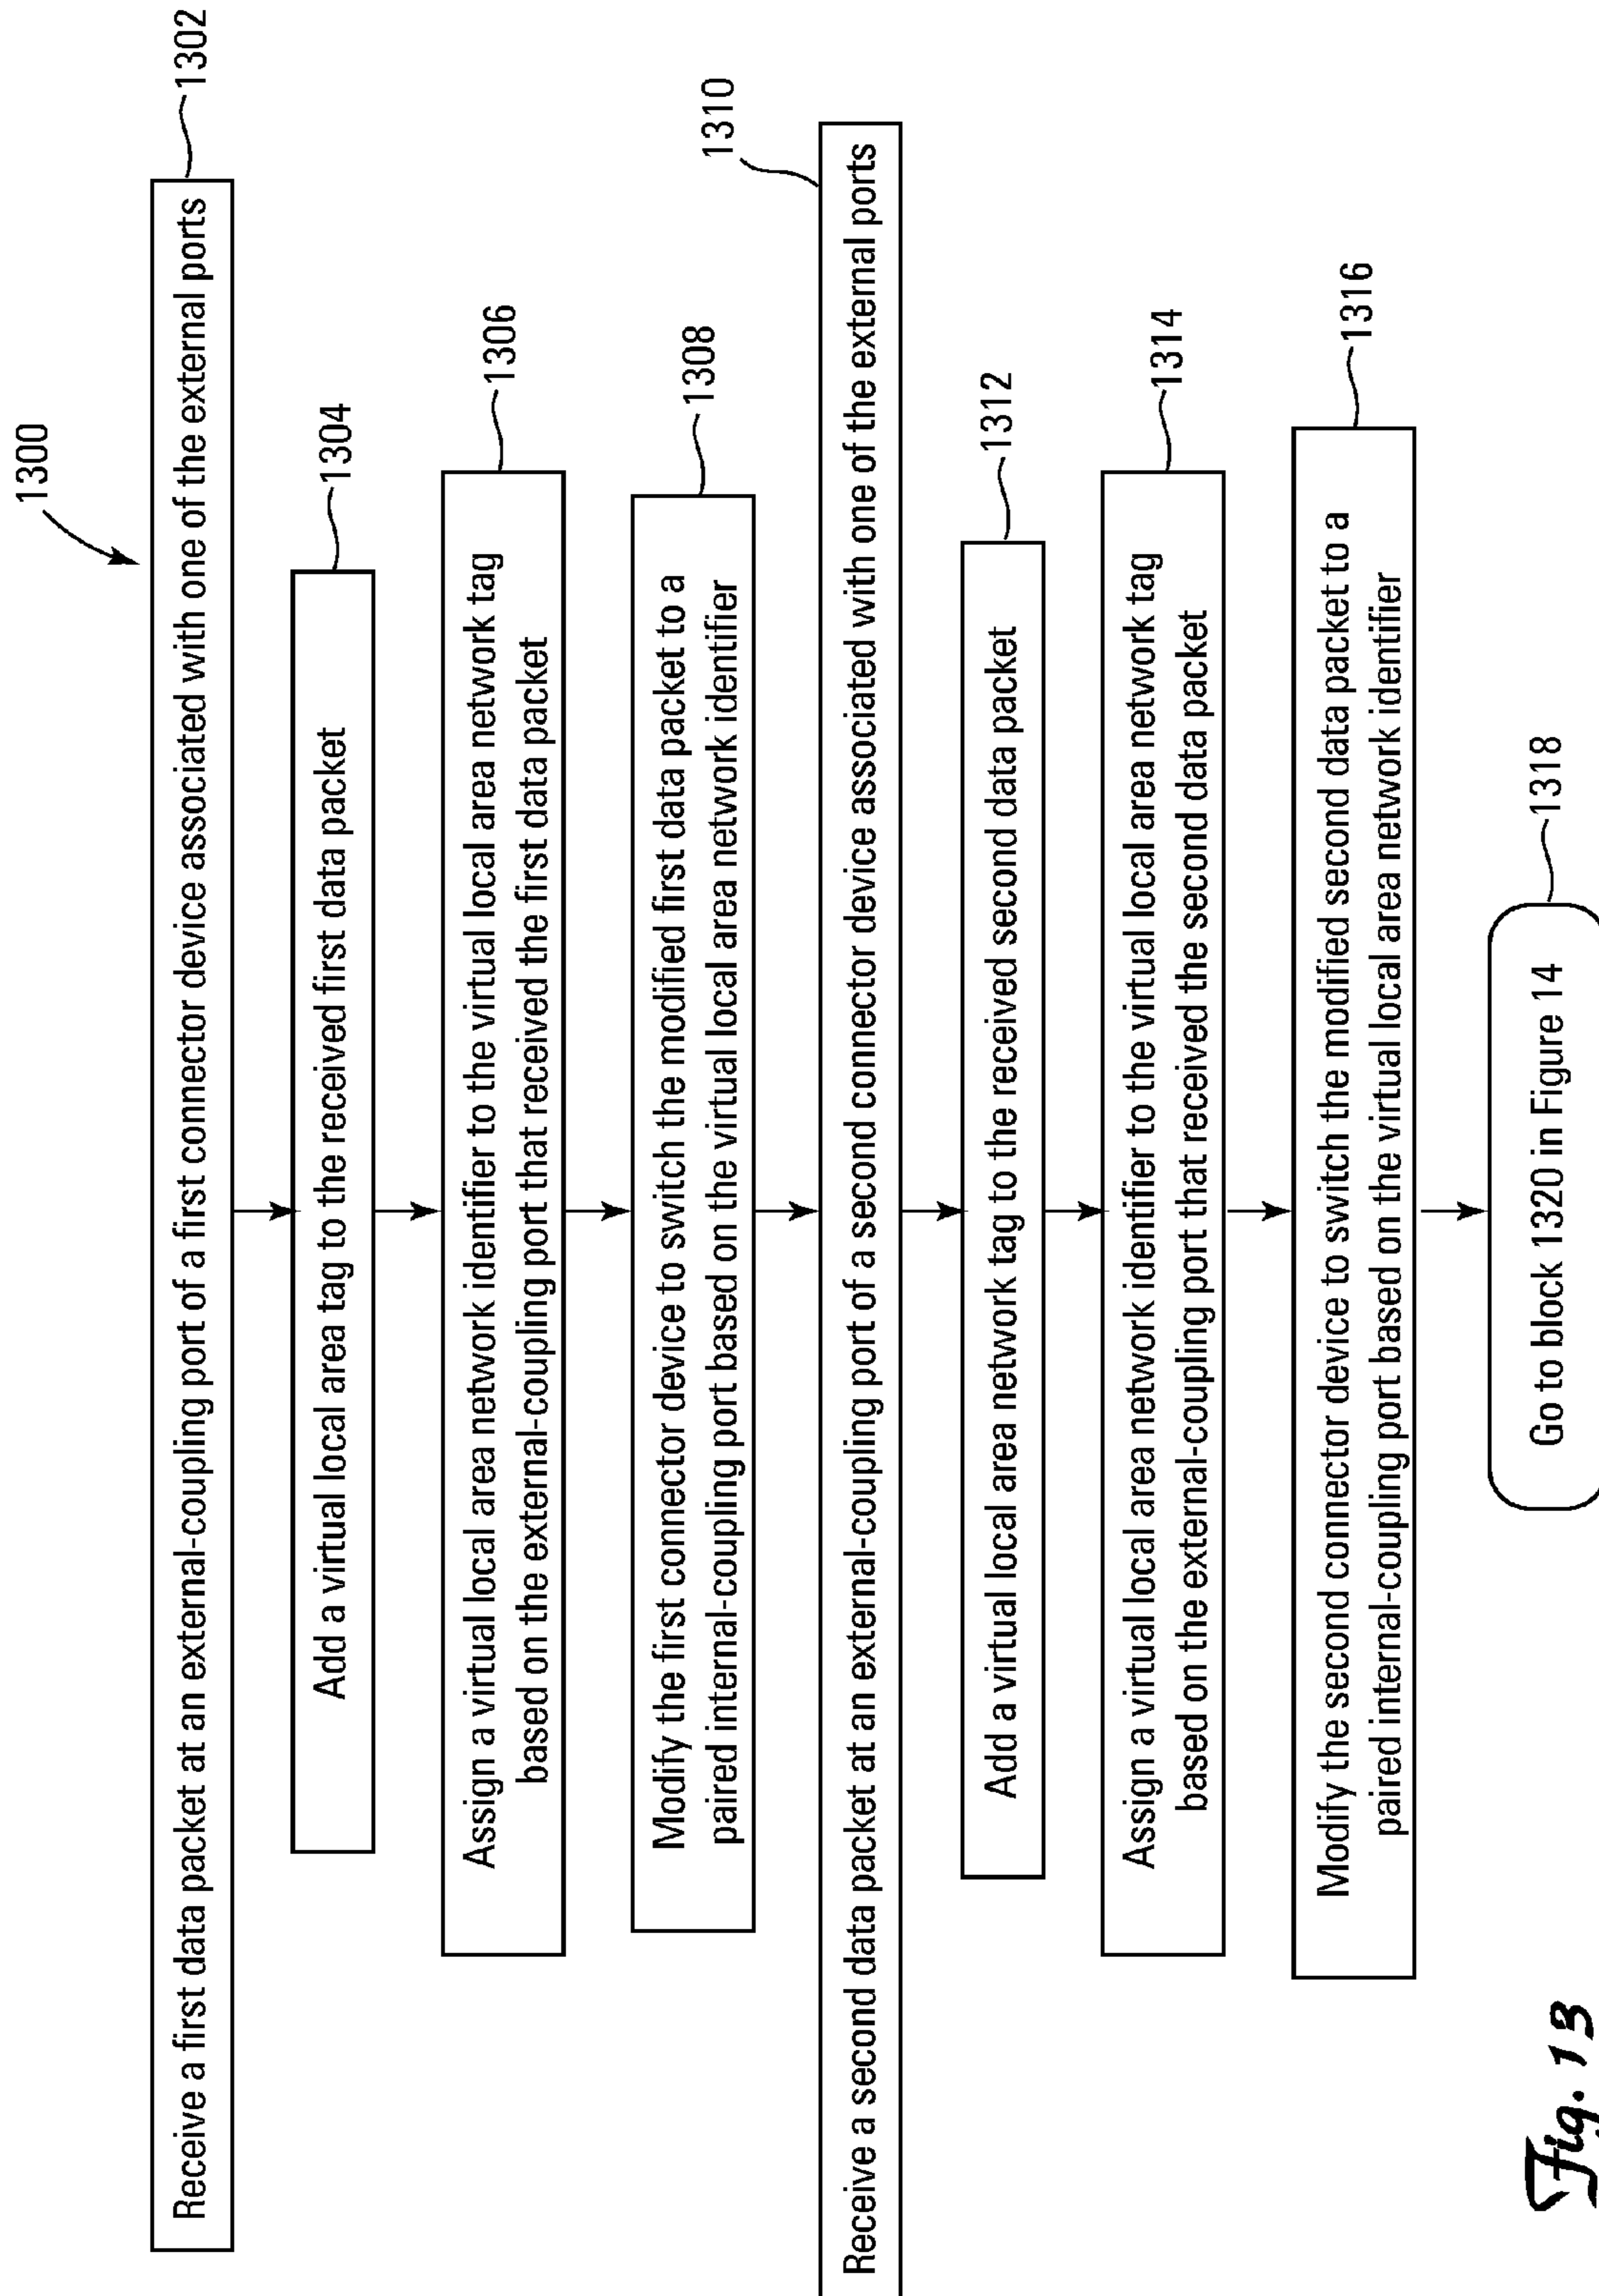 1300
Receive a first data packet at an external-coupling port of a first connector device associated with one of the external ports
1302
Add a virtual local area tag to the received first data packet
1304
Assign a virtual local area network identifier to the virtual local area network tag
based on the external-coupling port that received the first data packet
1306
Modify the first connector device to switch the modified first data packet to a
paired internal-coupling port based on the virtual local area network identifier
1308
Receive a second data packet at an external-coupling port of a second connector device associated with one of the external ports
1310
Add a virtual local area network tag to the received second data packet
1312
Assign a virtual local area network identifier to the virtual local area network tag
based on the external-coupling port that received the second data packet
1314
Modify the second connector device to switch the modified second data packet to a
paired internal-coupling port based on the virtual local area network identifier
1316
Go to block 1320 in Figure 14
1318
Fig. 13